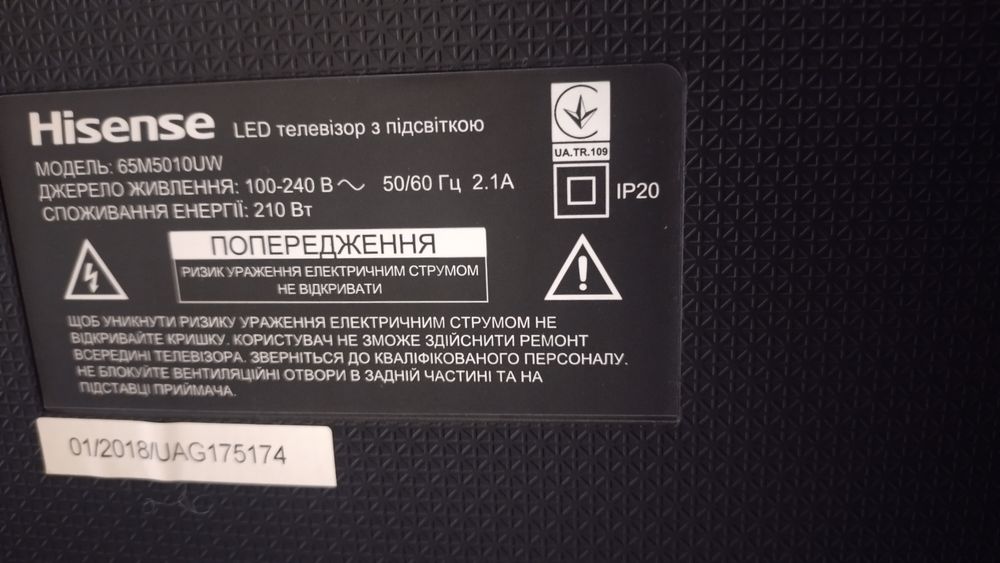 Hisense LED телевізор з підсвіткою
МОДЕЛЬ: 65M5010UW
ДЖЕРЕЛО ЖИВЛЕННЯ: 100-240 В～ 50/60 Гц 2.1А
СПОЖИВАННЯ ЕНЕРГІЇ: 210 Вт
UA.TR.109
IP20
ПОПЕРЕДЖЕННЯ
РИЗИК УРАЖЕННЯ ЕЛЕКТРИЧНИМ СТРУМОМ
НЕ ВІДКРИВАТИ
ЩОБ УНИКНУТИ РИЗИКУ УРАЖЕННЯ ЕЛЕКТРИЧНИМ СТРУМОМ НЕ
ВІДКРИВАЙТЕ КРИШКУ. КОРИСТУВАЧ НЕ ЗМОЖЕ ЗДІЙСНИТИ РЕМОНТ
ВСЕРЕДИНІ ТЕЛЕВІЗОРА. ЗВЕРНІТЬСЯ ДО КВАЛІФІКОВАНОГО ПЕРСОНАЛУ.
НЕ БЛОКУЙТЕ ВЕНТИЛЯЦІЙНІ ОТВОРИ В ЗАДНІЙ ЧАСТИНІ ТА НА
ПІДСТАВЦІ ПРИЙМАЧА.
01/2018/UAG175174